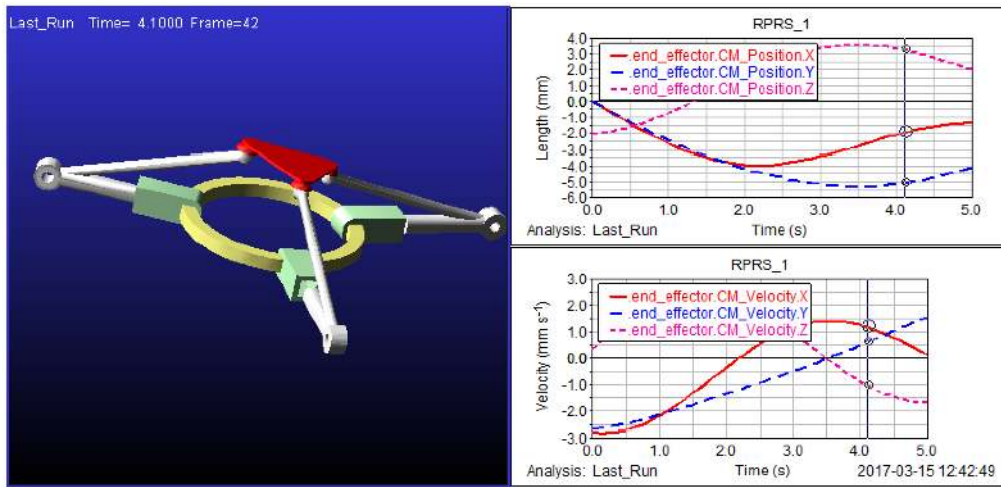 Last_Run Time= 4.1000 Frame=42
RPRS_1
4.0
3.0
2.0
1.0
0.0
-1.0
-2.0
-3.0
-4.0
-5.0
-6.0
Length (mm)
.end_effector.CM_Position.X
.end_effector.CM_Position.Y
.end_effector.CM_Position.Z
0.0 1.0 2.0 3.0 4.0 5.0
Analysis: Last_Run Time (s)
RPRS_1
3.0
2.0
1.0
0.0
-1.0
-2.0
-3.0
Velocity (mm s-1)
.end_effector.CM_Velocity.X
.end_effector.CM_Velocity.Y
.end_effector.CM_Velocity.Z
0.0 1.0 2.0 3.0 4.0 5.0
Analysis: Last_Run Time (s) 2017-03-15 12:42:49